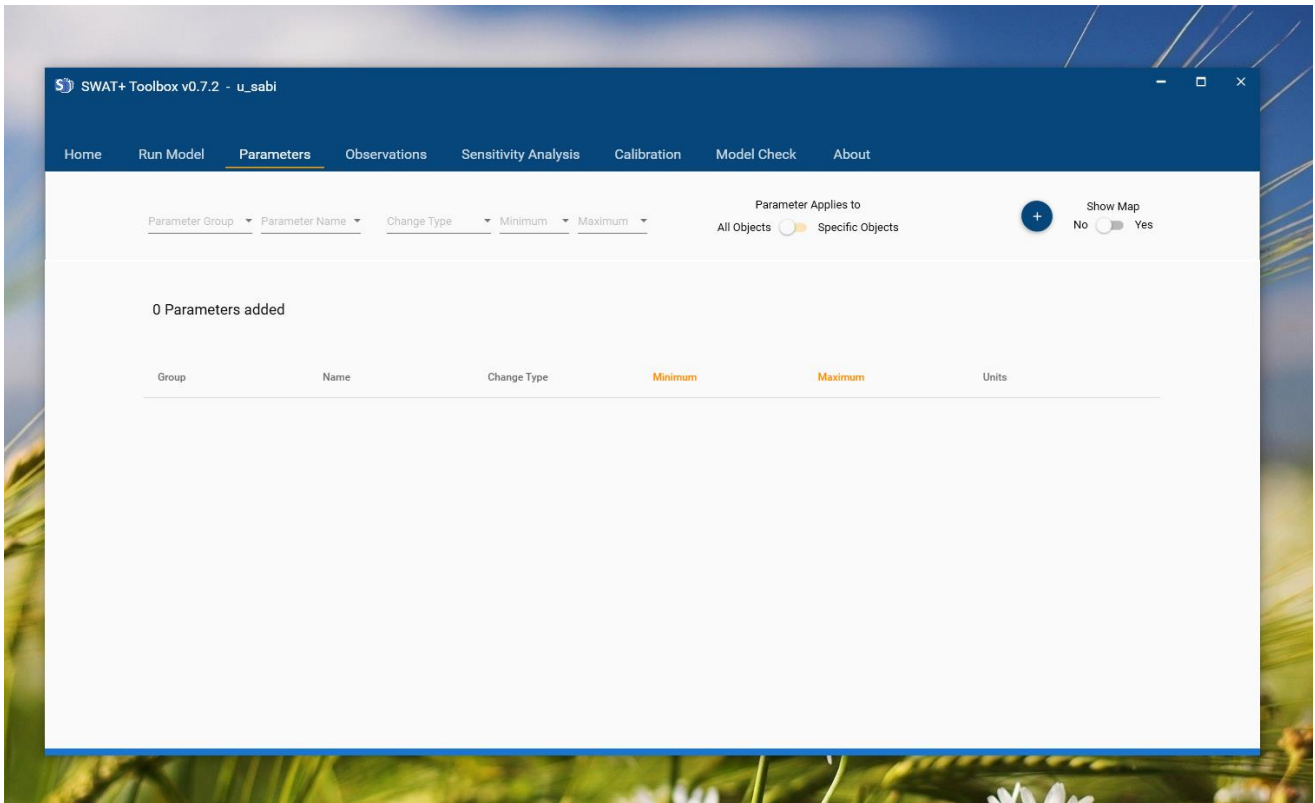 SWAT+ Toolbox v0.7.2 - u_sabi
Home Run Model Parameters Observations Sensitivity Analysis Calibration Model Check About
Parameter Applies to
Show Map
Parameter Group Parameter Name Change Type Minimum Maximum
All Objects Specific Objects
+
No Yes
0 Parameters added
Group Name Change Type Minimum Maximum Units